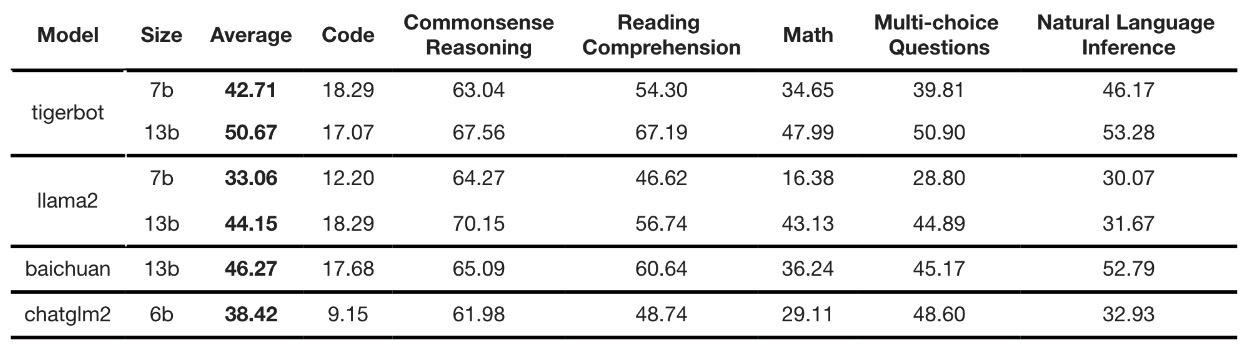 Model Size Average Code Commonsense Reasoning Reading Comprehension Math Multi-choice Questions Natural Language Inference
tigerbot 7b 42.71 18.29 63.04 54.30 34.65 39.81 46.17
13b 50.67 17.07 67.56 67.19 47.99 50.90 53.28
llama2 7b 33.06 12.20 64.27 46.62 16.38 28.80 30.07
13b 44.15 18.29 70.15 56.74 43.13 44.89 31.67
baichuan 13b 46.27 17.68 65.09 60.64 36.24 45.17 52.79
chatglm2 6b 38.42 9.15 61.98 48.74 29.11 48.60 32.93